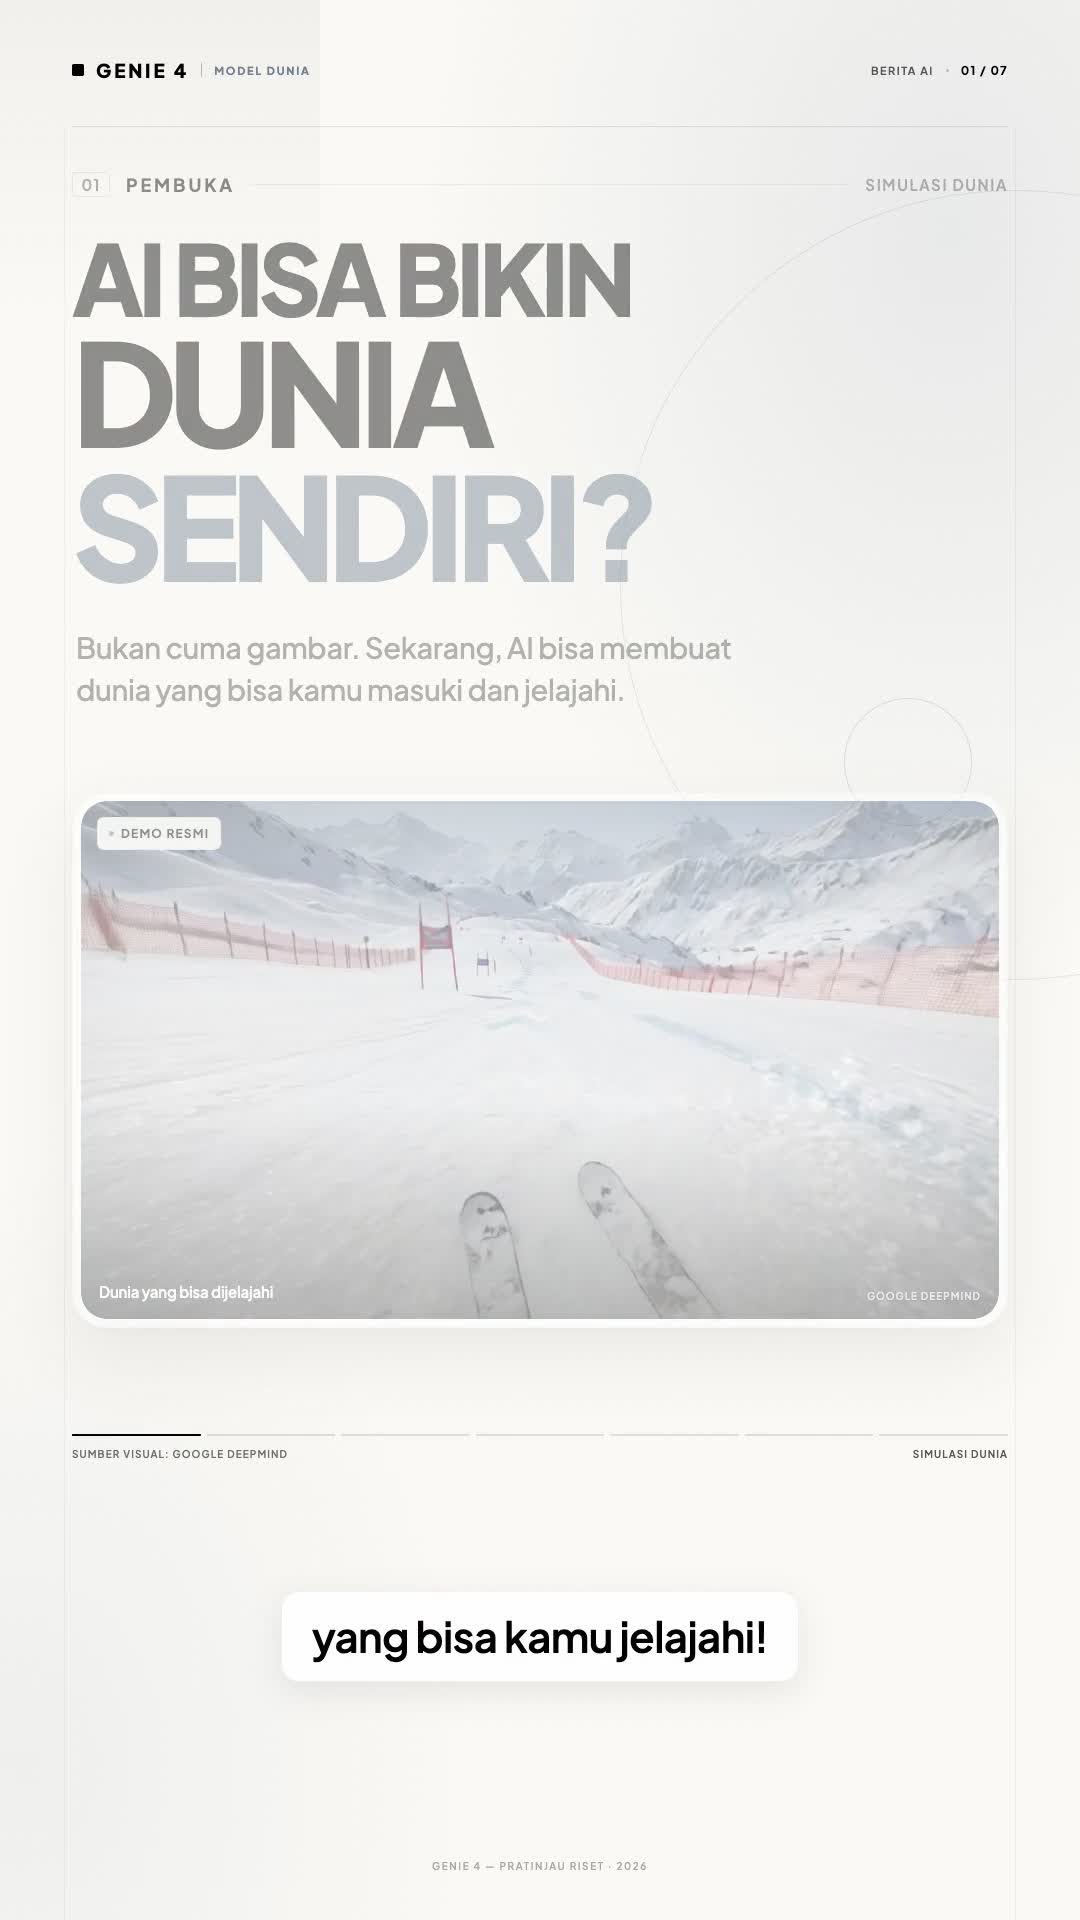 GENIE 4 | MODEL DUNIA
BERITA AI • 01 / 07
01 PEMBUKA
SIMULASI DUNIA
AI BISA BIKIN
DUNIA
SENDIRI?
Bukan cuma gambar. Sekarang, AI bisa membuat
dunia yang bisa kamu masuki dan jelajahi.
DEMO RESMI
Dunia yang bisa dijelajahi
GOOGLE DEEPMIND
SUMBER VISUAL: GOOGLE DEEPMIND
SIMULASI DUNIA
yang bisa kamu jelajahi!
GENIE 4 — PRATINJAU RISET · 2026